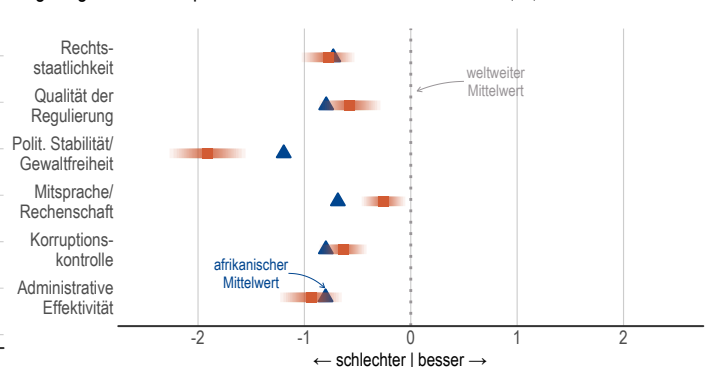 Rechts-
staatlichkeit
weltweiter
Mittelwert
Qualität der
Regulierung
Polit. Stabilität/
Gewaltfreiheit
Mitsprache/
Rechenschaft
Korruptions-
kontrolle
afrikanischer
Mittelwert
Administrative
Effektivität
-2 -1 0 1 2
← schlechter | besser →